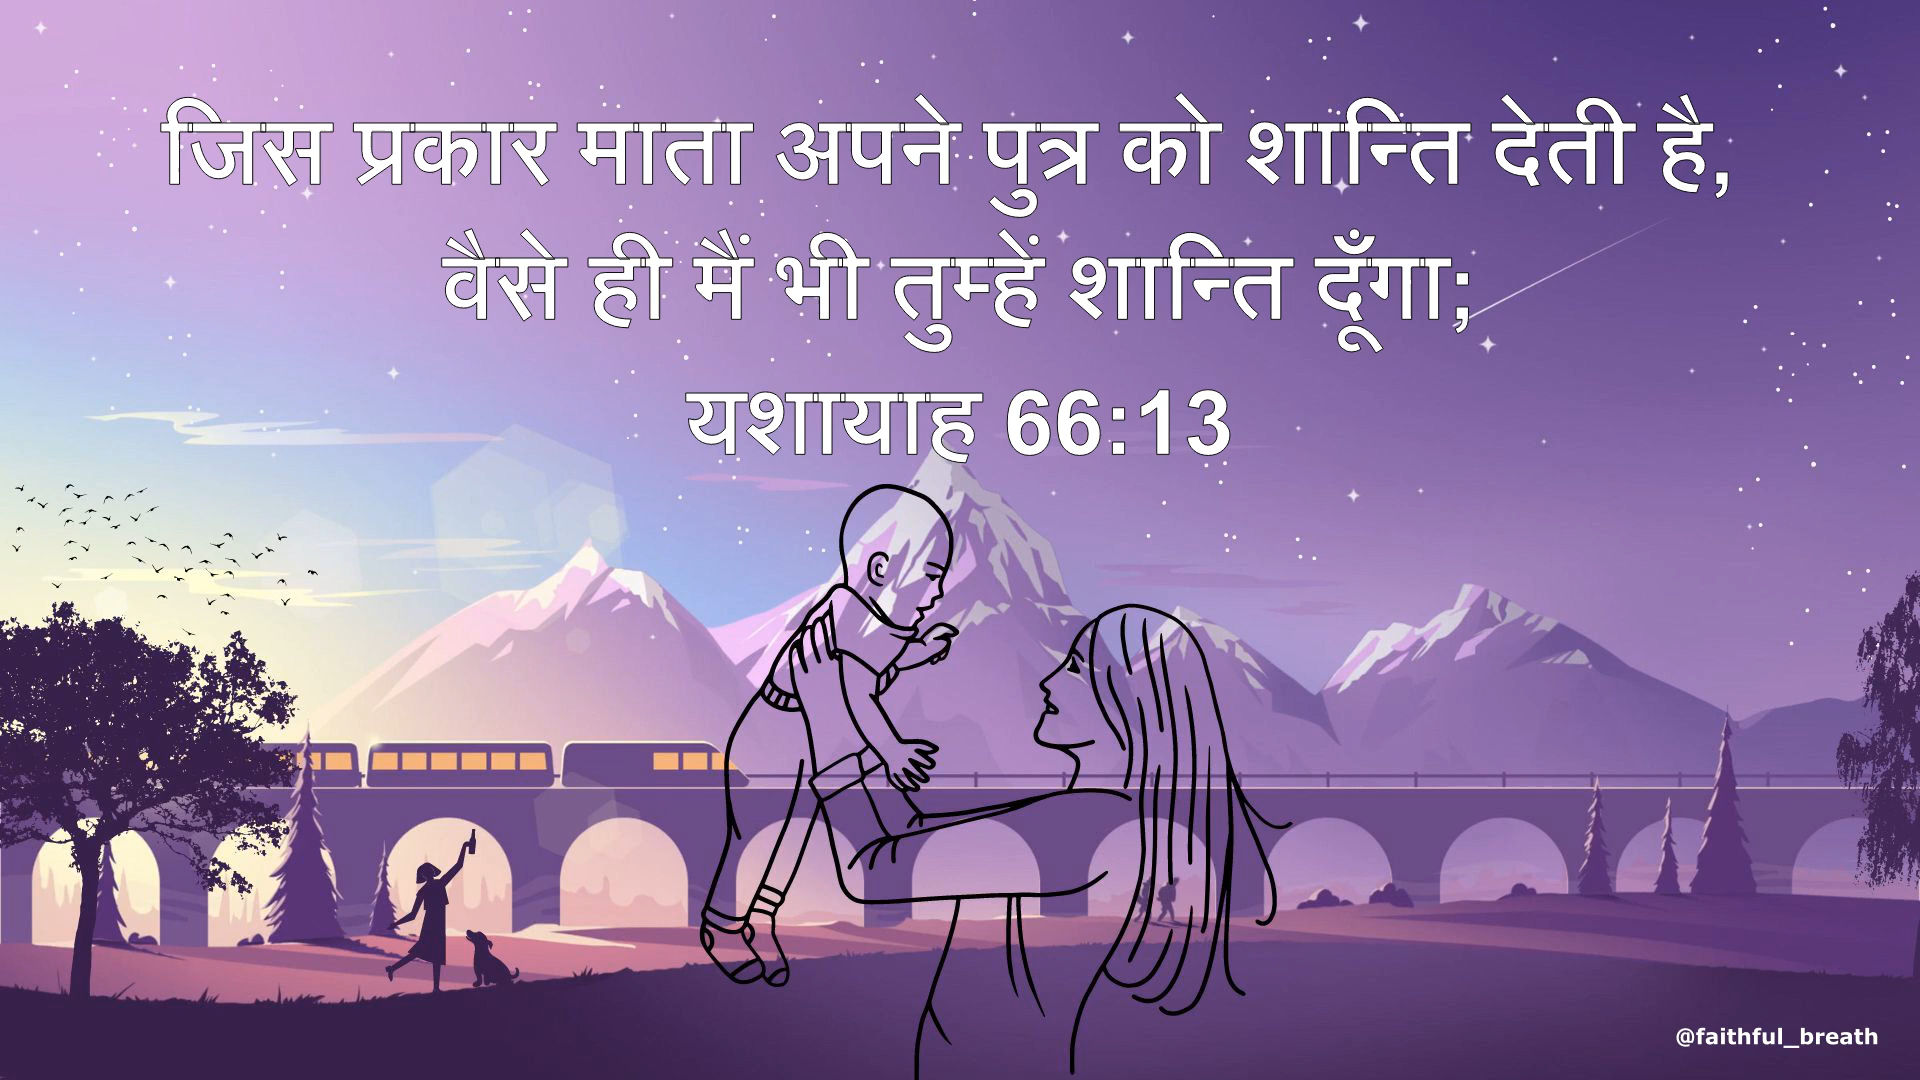 जिस प्रकार माता अपने पुत्र को शान्ति देती है,
वैसे ही मैं भी तुम्हें शान्ति दूँगा;
यशायाह 66:13
@faithful_breath